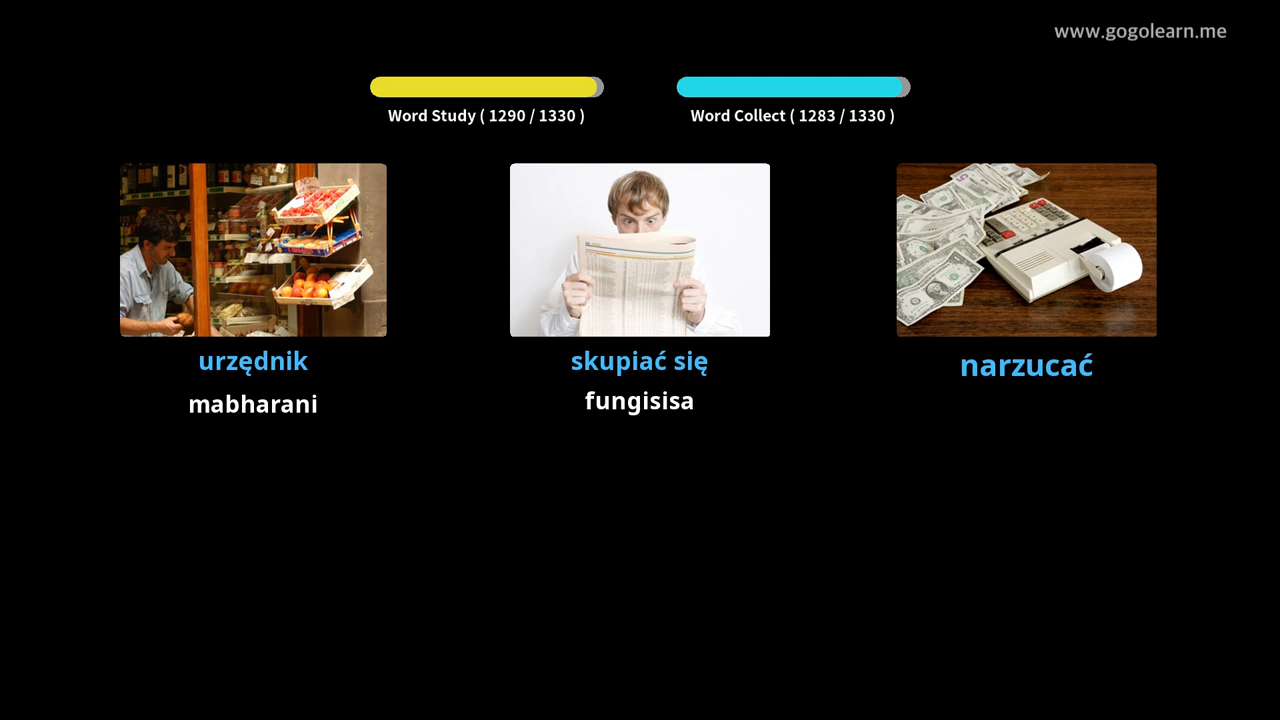 www.gogolearn.me
Word Study ( 1290 / 1330 )
Word Collect ( 1283 / 1330 )
urzędnik
mabharani
skupiać się
fungisisa
narzucać